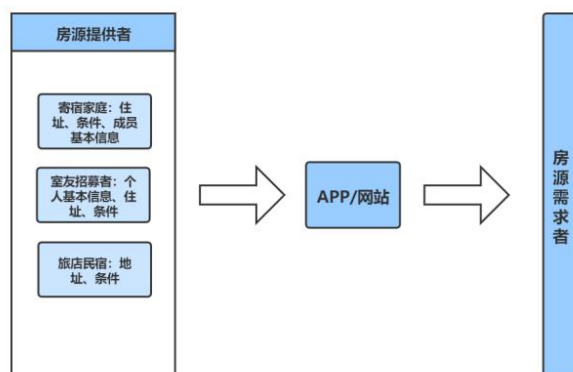 房源提供者
寄宿家庭：住
址、条件、成员
基本信息
室友招募者：个
人基本信息、住
址、条件
旅店民宿：地
址、条件
APP/网站
房源需求者